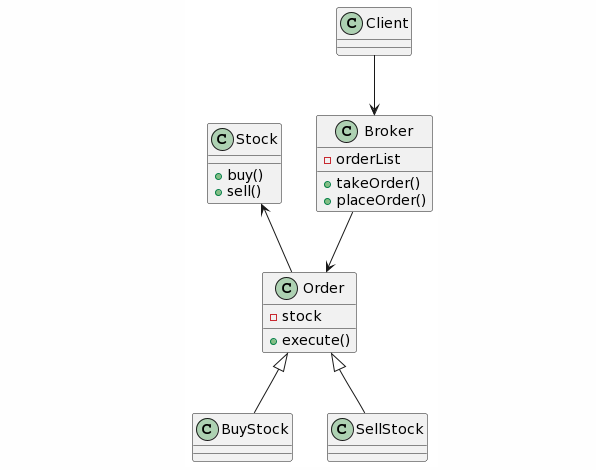 C Client
C Broker
orderList
takeOrder()
placeOrder()
C Stock
buy()
sell()
C Order
stock
execute()
C BuyStock
C SellStock